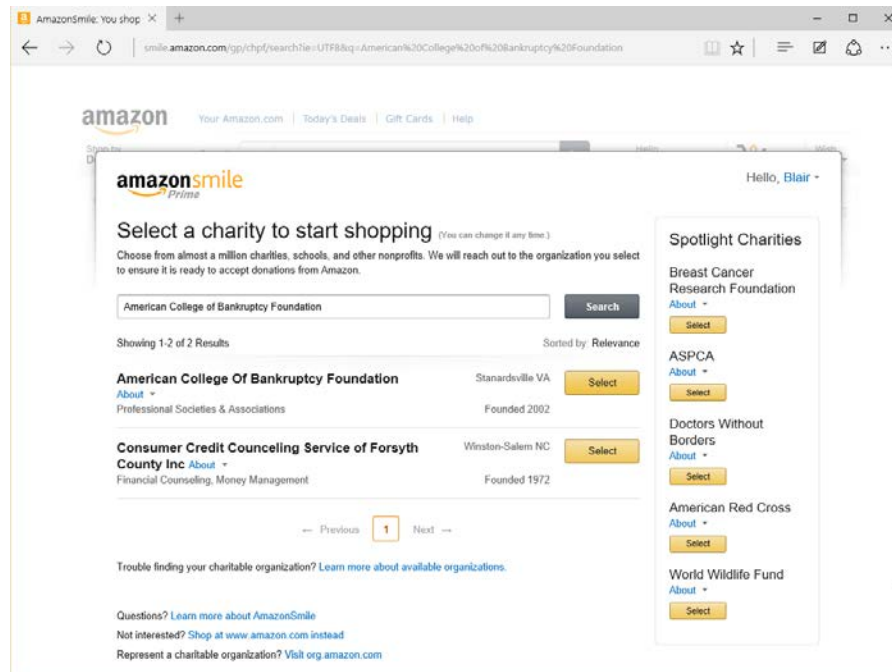 AmazonSmile: You shop
smile.amazon.com/gp/chpf/search?ie=UTF8&q=American%20College%20of%20Bankruptcy%20Foundation
amazon
Your Amazon.com | Today's Deals | Gift Cards | Help
Shop by
Hello
Wish
amazonsmile
Prime
Hello, Blair
Select a charity to start shopping (You can change it any time.)
Choose from almost a million charities, schools, and other nonprofits. We will reach out to the organization you select
to ensure it is ready to accept donations from Amazon.
American College of Bankruptcy Foundation
Search
Showing 1-2 of 2 Results
Sorted by: Relevance
American College Of Bankruptcy Foundation
Stanardsville VA
Select
About
Professional Societies & Associations
Founded 2002
Consumer Credit Counceling Service of Forsyth
County Inc About
Winston-Salem NC
Select
Financial Counseling, Money Management
Founded 1972
← Previous 1 Next →
Trouble finding your charitable organization? Learn more about available organizations.
Questions? Learn more about AmazonSmile
Not interested? Shop at www.amazon.com instead
Represent a charitable organization? Visit org.amazon.com
Spotlight Charities
Breast Cancer
Research Foundation
About
Select
ASPCA
About
Select
Doctors Without
Borders
About
Select
American Red Cross
About
Select
World Wildlife Fund
About
Select